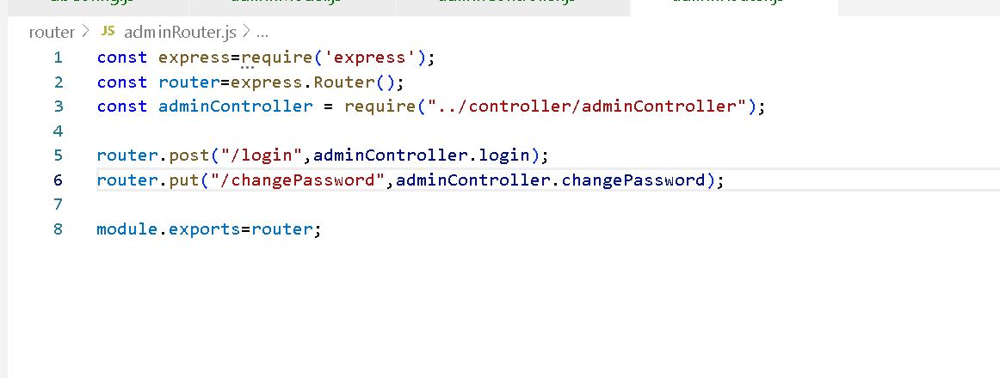 router > JS adminRouter.js > ...
1 const express=require('express');
2 const router=express.Router();
3 const adminController = require("../controller/adminController");
4
5 router.post("/login",adminController.login);
6 router.put("/changePassword",adminController.changePassword);
7
8 module.exports=router;